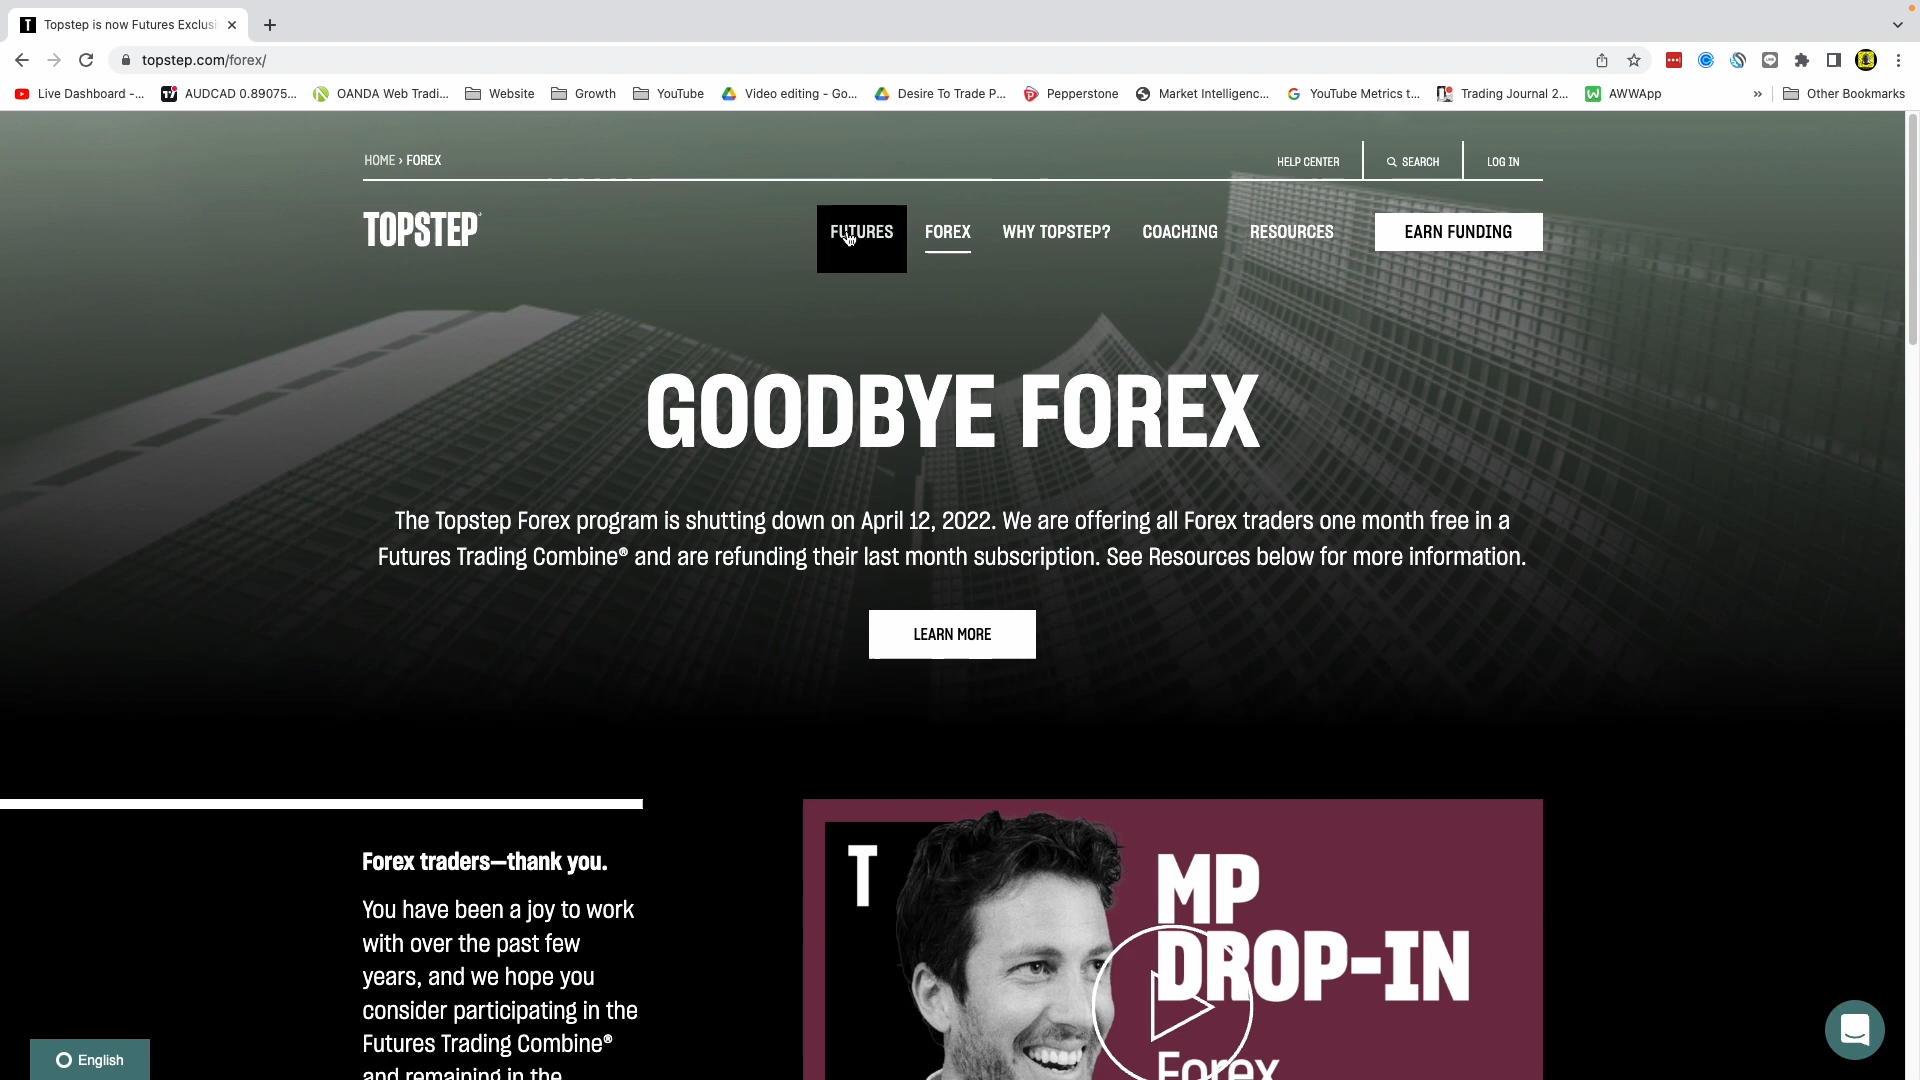 Topstep is now Futures Exclusi
topstep.com/forex/
Live Dashboard -...
AUDCAD 0.89075...
OANDA Web Tradi...
Website
Growth
YouTube
Video editing - Go...
Desire To Trade P...
Pepperstone
Market Intelligenc...
YouTube Metrics t...
Trading Journal 2...
AWWApp
»
Other Bookmarks
HOME › FOREX
HELP CENTER
SEARCH
LOG IN
TOPSTEP
FUTURES
FOREX
WHY TOPSTEP?
COACHING
RESOURCES
EARN FUNDING
GOODBYE FOREX
The Topstep Forex program is shutting down on April 12, 2022. We are offering all Forex traders one month free in a
Futures Trading Combine® and are refunding their last month subscription. See Resources below for more information.
LEARN MORE
Forex traders—thank you.
You have been a joy to work
with over the past few
years, and we hope you
consider participating in the
Futures Trading Combine®
and remaining in the
T
MP
DROP-IN
Forex
English